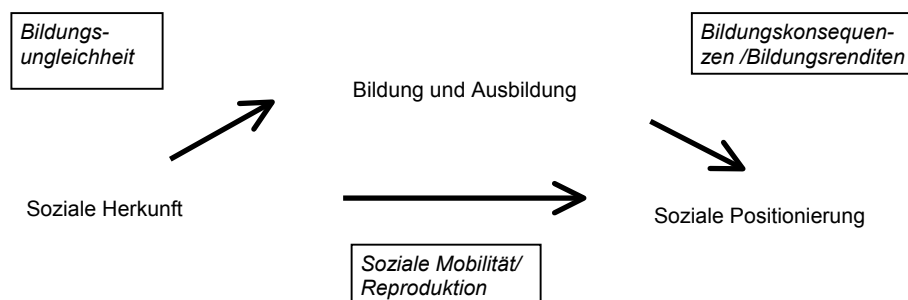 Bildungs-
ungleichheit
Bildungskonsequen-
zen /Bildungsrenditen
Bildung und Ausbildung
Soziale Herkunft
Soziale Positionierung
Soziale Mobilität/
Reproduktion